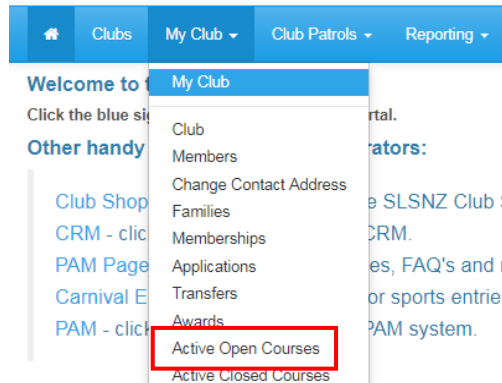 Clubs My Club Club Patrols Reporting
Welcome to t My Club
Click the blue si rtal.
Club
Other handy Members rators:
Change Contact Address
Club Shop Families e SLSNZ Club
CRM - clic Memberships CRM.
PAM Page Applications es, FAQ's and
Carnival E Transfers or sports entrie
Awards
PAM - click PAM system.
Active Open Courses
Active Closed Courses